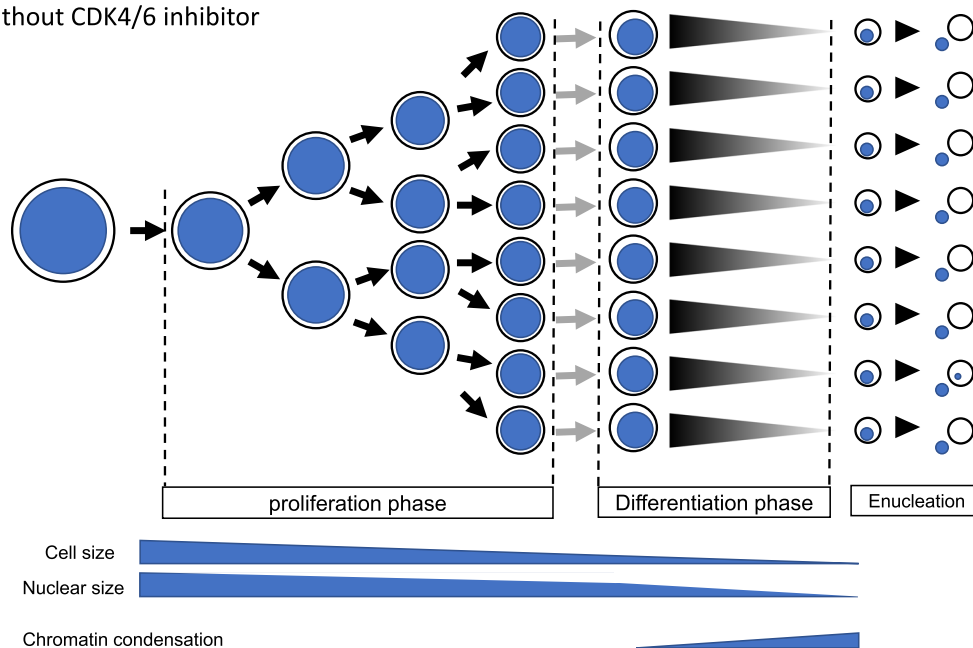 thout CDK4/6 inhibitor
proliferation phase
Differentiation phase
Enucleation
Cell size
Nuclear size
Chromatin condensation